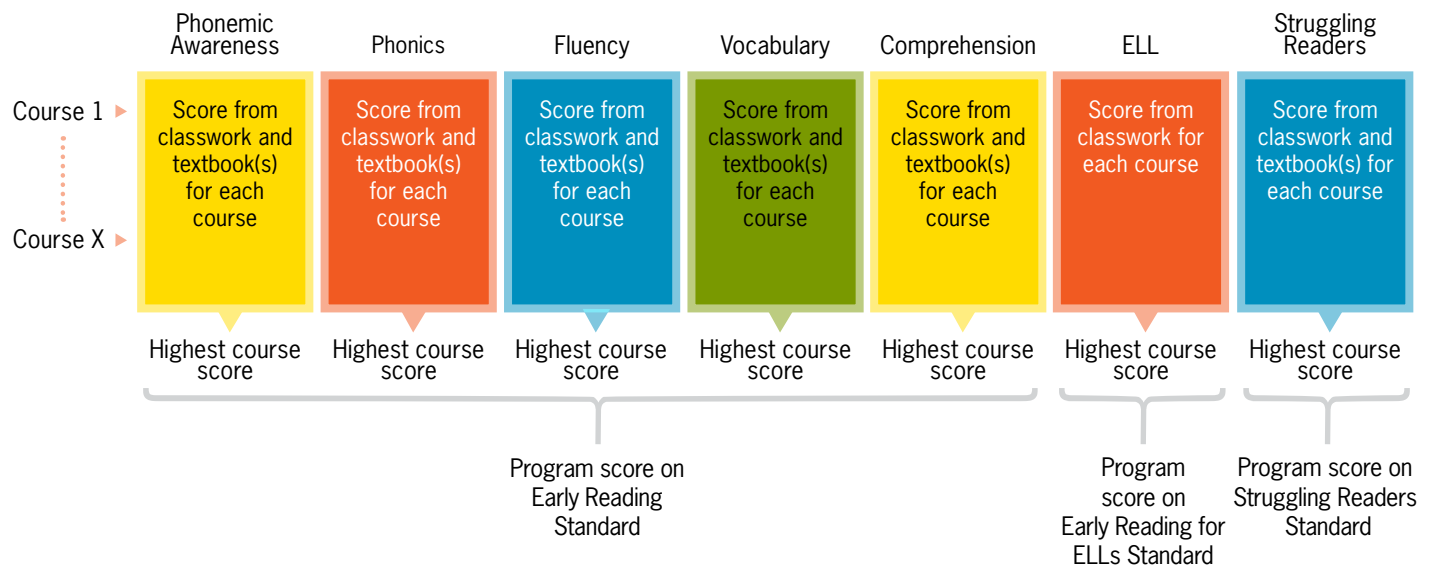 Phonemic
Awareness
Phonics
Fluency
Vocabulary
Comprehension
ELL
Struggling
Readers
Course 1
Course X
Score from
classwork and
textbook(s)
for each
course
Score from
classwork and
textbook(s)
for each
course
Score from
classwork and
textbook(s)
for each
course
Score from
classwork and
textbook(s)
for each
course
Score from
classwork and
textbook(s)
for each
course
Score from
classwork for
each course
Score from
classwork and
textbook(s) for
each course
Highest course
score
Highest course
score
Highest course
score
Highest course
score
Highest course
score
Highest course
score
Highest course
score
Program score on
Early Reading
Standard
Program
score on
Early Reading for
ELLs Standard
Program score on
Struggling Readers
Standard